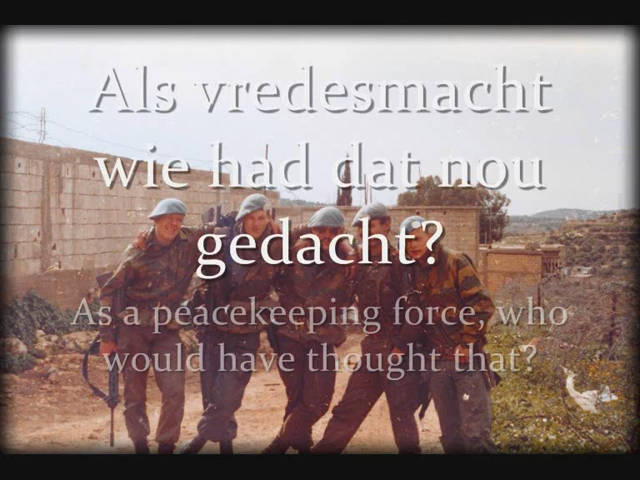 Als vredesmacht
wie had dat nou
gedacht?
As a peacekeeping force, who
would have thought that?